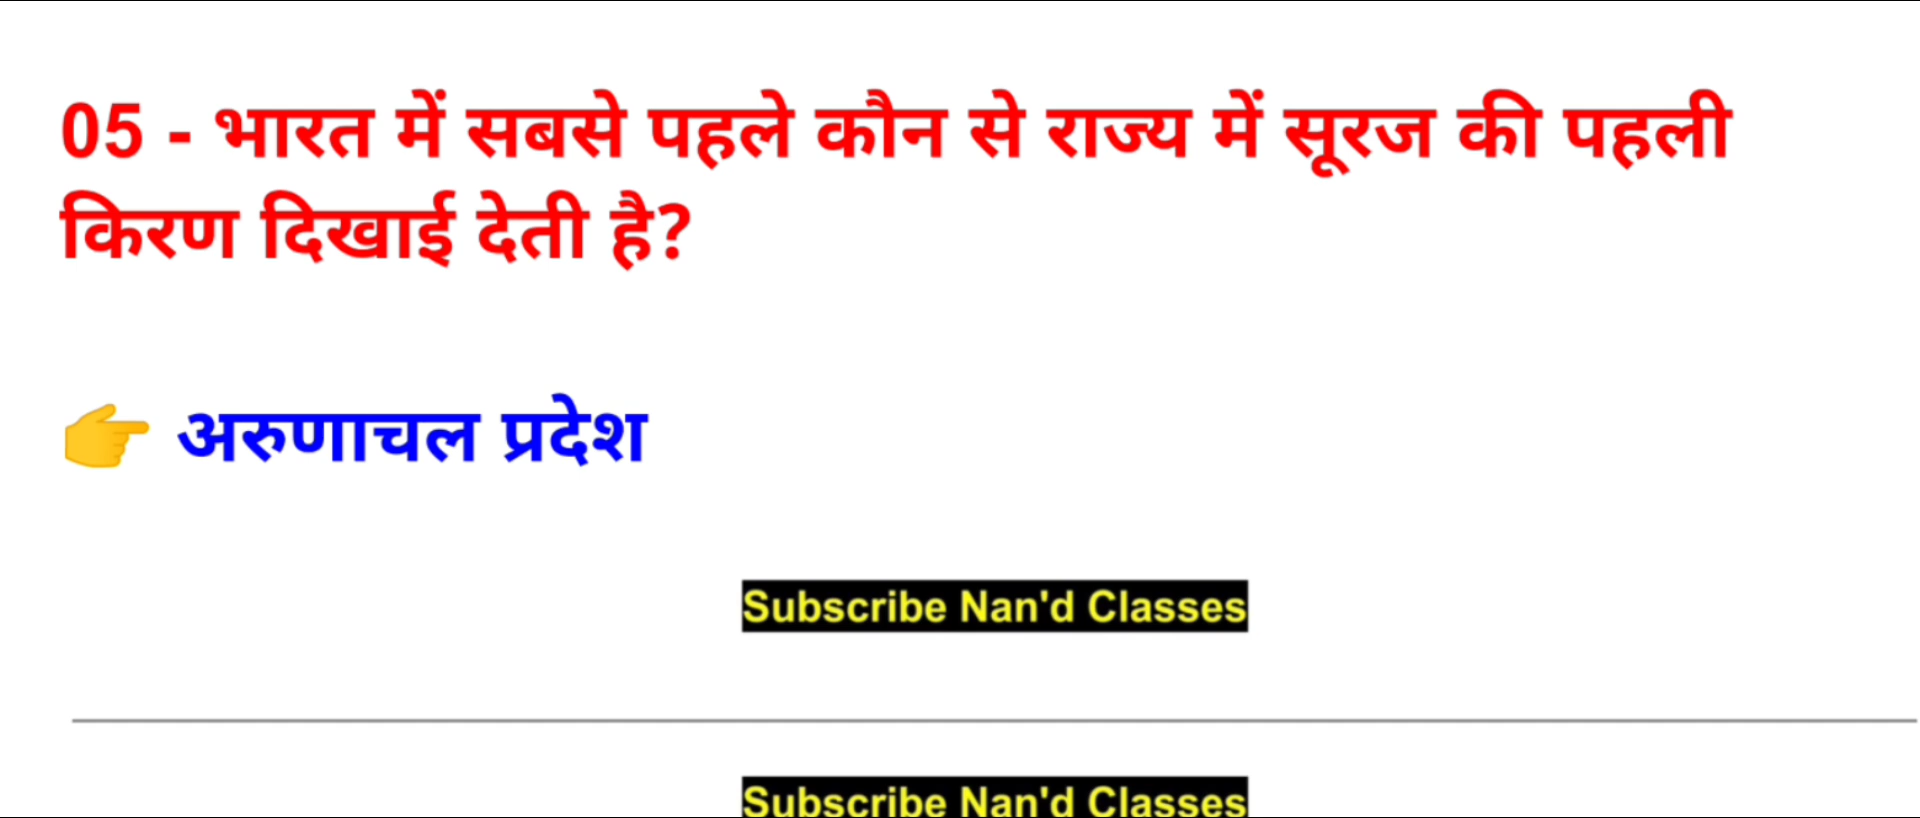 05 - भारत में सबसे पहले कौन से राज्य में सूरज की पहली
किरण दिखाई देती है?
👉 अरुणाचल प्रदेश
Subscribe Nan'd Classes
Subscribe Nan'd Classes